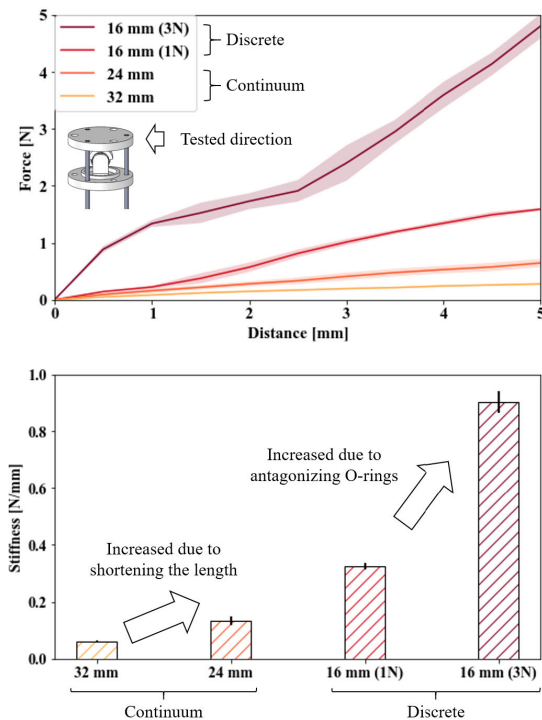 5
4
3
2
1
0
Force [N]
16 mm (3N)
16 mm (1N)
Discrete
24 mm
32 mm
Continuum
Tested direction
0
1
2
3
4
5
Distance [mm]
1.0
0.8
0.6
0.4
0.2
0.0
Stiffness [N/mm]
Increased due to
antagonizing O-rings
Increased due to
shortening the length
32 mm
24 mm
16 mm (1N)
16 mm (3N)
Continuum
Discrete